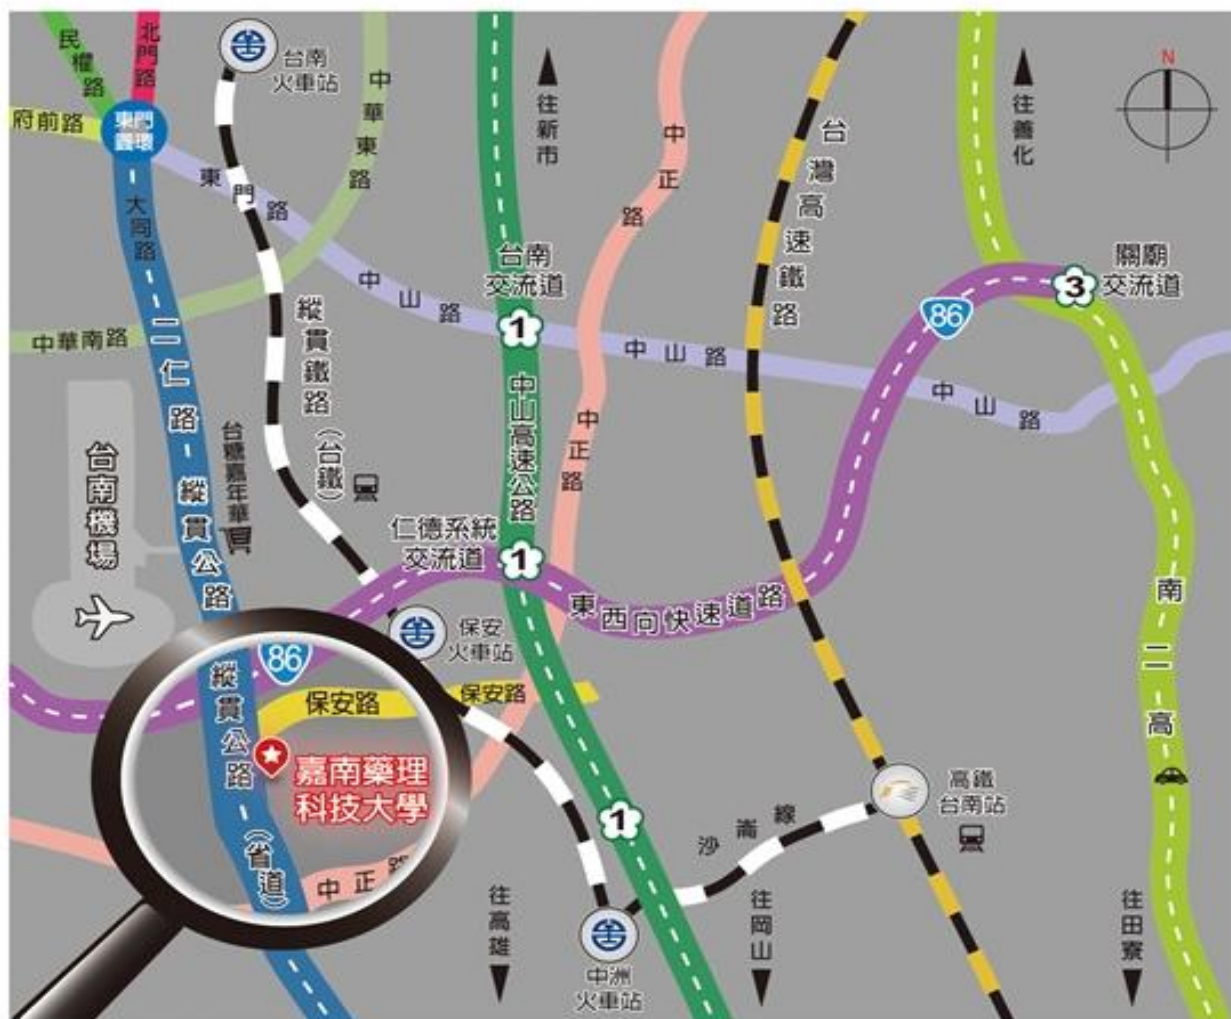 民權路
北門路
台南
火車站
中華東路
往新市
中正路
台灣高速鐵路
往善化
N
府前路
東門
圓環
東門路
大同路
台南
交流道
關廟
交流道
3
86
中山路
1
中山路
中山路
中華南路
二仁路
縱貫鐵路(台鐵)
中山高速公路
中正路
台南機場
台糖嘉年華
縱貫公路
仁德系統
交流道
1
東西向快速道路
南二高
保安
火車站
86
縱貫公路(省道)
保安路
保安路
嘉南藥理
科技大學
高鐵
台南站
沙崙線
1
中正路
往高雄
往岡山
往田寮
中洲
火車站